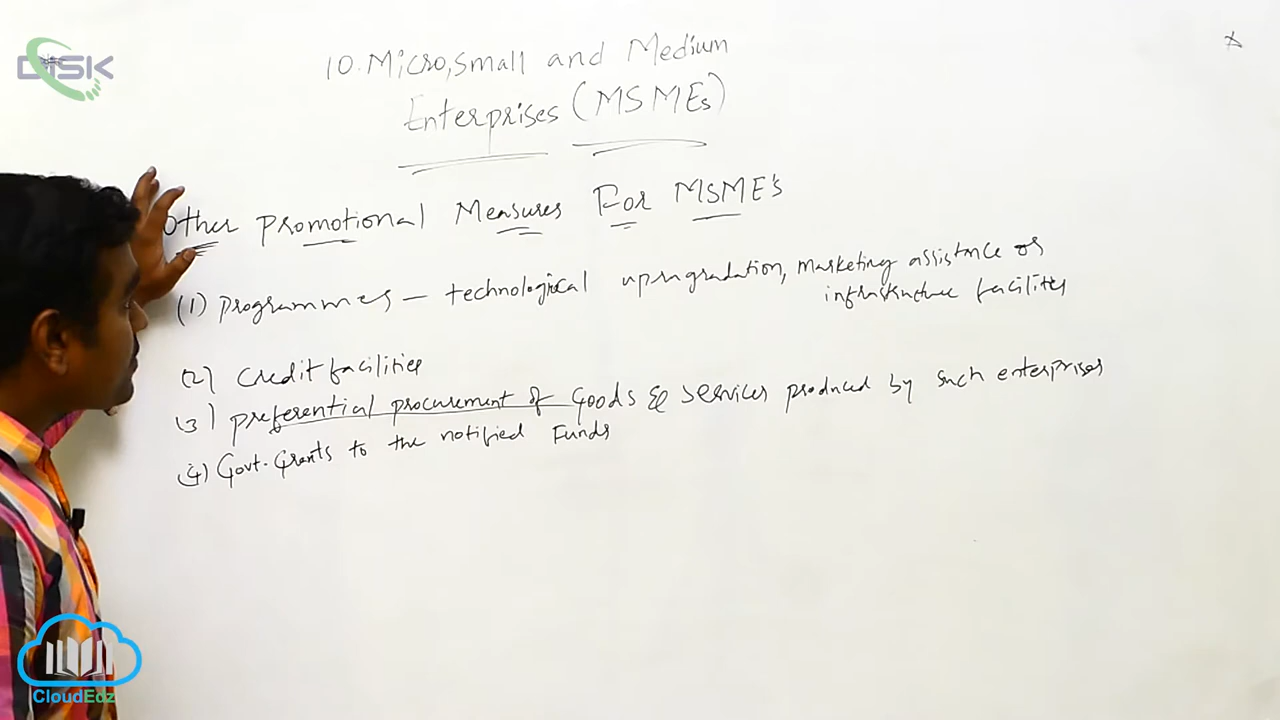 DISK
10. Micro, Small and Medium
Enterprises (MSMEs)
Other Promotional Measures For MSME's
(1) Programmes – technological upragradation, marketing assistance or
infrastructure facilities
(2) Credit facilities
(3) preferential procurement of Goods & Services produced by such enterprises
(4) Govt. Grants to the notified Funds
CloudEdz